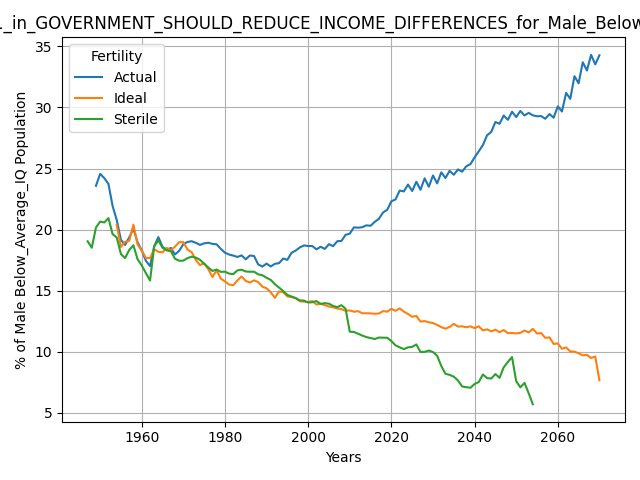 _in_GOVERNMENT_SHOULD_REDUCE_INCOME_DIFFERENCES_for_Male_Below
Fertility
Actual
Ideal
Sterile
% of Male Below_Average_IQ Population
35
30
25
20
15
10
5
1960 1980 2000 2020 2040 2060
Years